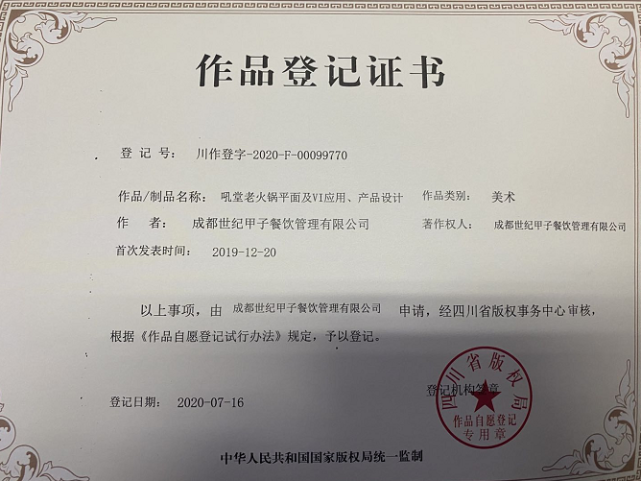 作品登记证书
登 记 号： 川作登字-2020-F-00099770
作品/制品名称： 吼堂老火锅平面及VI应用、产品设计 作品类别： 美术
作 者： 成都世纪甲子餐饮管理有限公司 著作权人： 成都世纪甲子餐饮管理有限公司
首次发表时间： 2019-12-20
以上事项，由 成都世纪甲子餐饮管理有限公司 申请，经四川省版权事务中心审核，
根据《作品自愿登记试行办法》规定，予以登记。
登记机构签章
登记日期： 2020-07-16
四川省版权局
作品自愿登记
专用章
中华人民共和国国家版权局统一监制